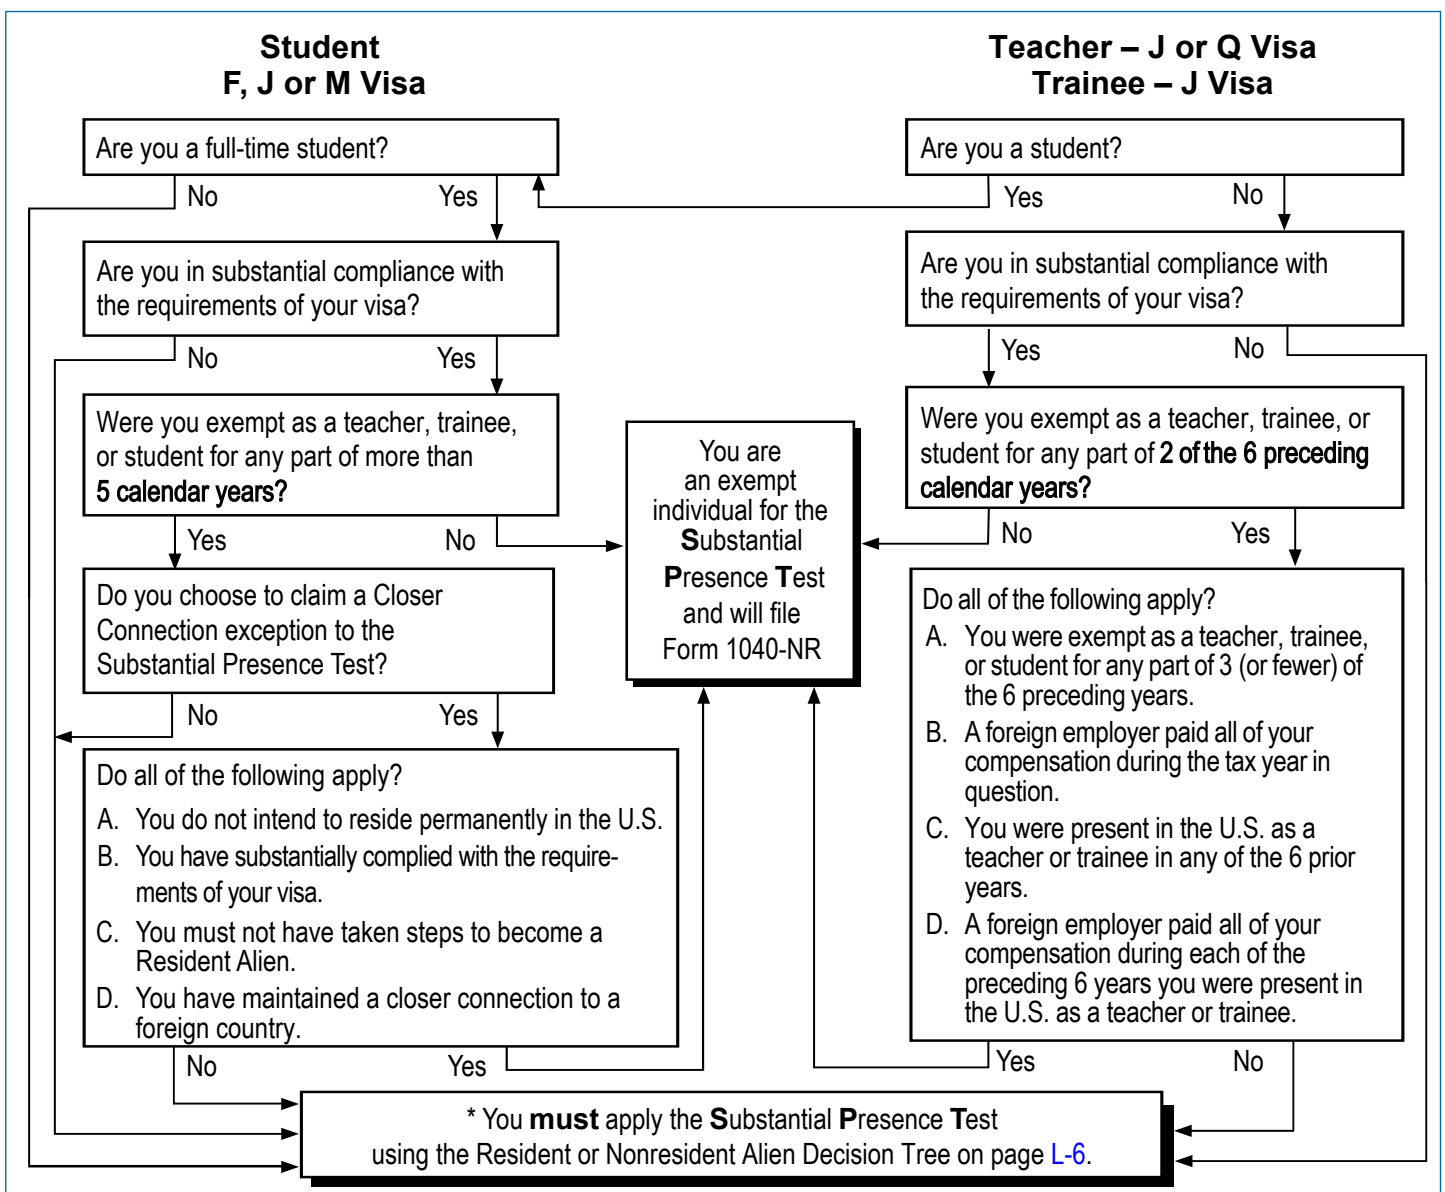 Student
F, J or M Visa
Are you a full-time student?
No
Yes
Are you in substantial compliance with
the requirements of your visa?
No
Yes
Were you exempt as a teacher, trainee,
or student for any part of more than
5 calendar years?
Yes
No
Do you choose to claim a Closer
Connection exception to the
Substantial Presence Test?
No
Yes
Do all of the following apply?
A. You do not intend to reside permanently in the U.S.
B. You have substantially complied with the require-
ments of your visa.
C. You must not have taken steps to become a
Resident Alien.
D. You have maintained a closer connection to a
foreign country.
No
Yes
You are
an exempt
individual for the
Substantial
Presence Test
and will file
Form 1040-NR
Teacher – J or Q Visa
Trainee – J Visa
Are you a student?
Yes
No
Are you in substantial compliance with
the requirements of your visa?
Yes
No
Were you exempt as a teacher, trainee, or
student for any part of 2 of the 6 preceding
calendar years?
No
Yes
Do all of the following apply?
A. You were exempt as a teacher, trainee,
or student for any part of 3 (or fewer) of
the 6 preceding years.
B. A foreign employer paid all of your
compensation during the tax year in
question.
C. You were present in the U.S. as a
teacher or trainee in any of the 6 prior
years.
D. A foreign employer paid all of your
compensation during each of the
preceding 6 years you were present in
the U.S. as a teacher or trainee.
Yes
No
* You must apply the Substantial Presence Test
using the Resident or Nonresident Alien Decision Tree on page L-6.